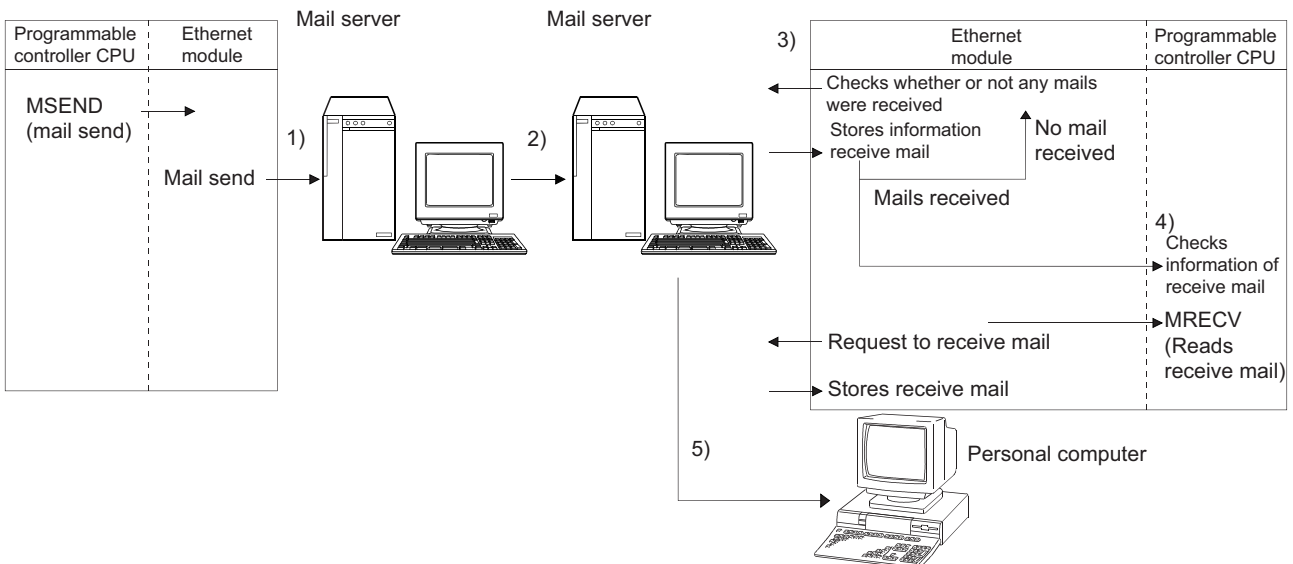 Programmable
controller CPU
Ethernet
module
MSEND
(mail send)
Mail send
1)
Mail server
2)
Mail server
3)
Ethernet
module
Programmable
controller CPU
Checks whether or not any mails
were received
Stores information
receive mail
No mail
received
Mails received
4)
Checks
information of
receive mail
MRECV
(Reads
receive mail)
Request to receive mail
Stores receive mail
5)
Personal computer